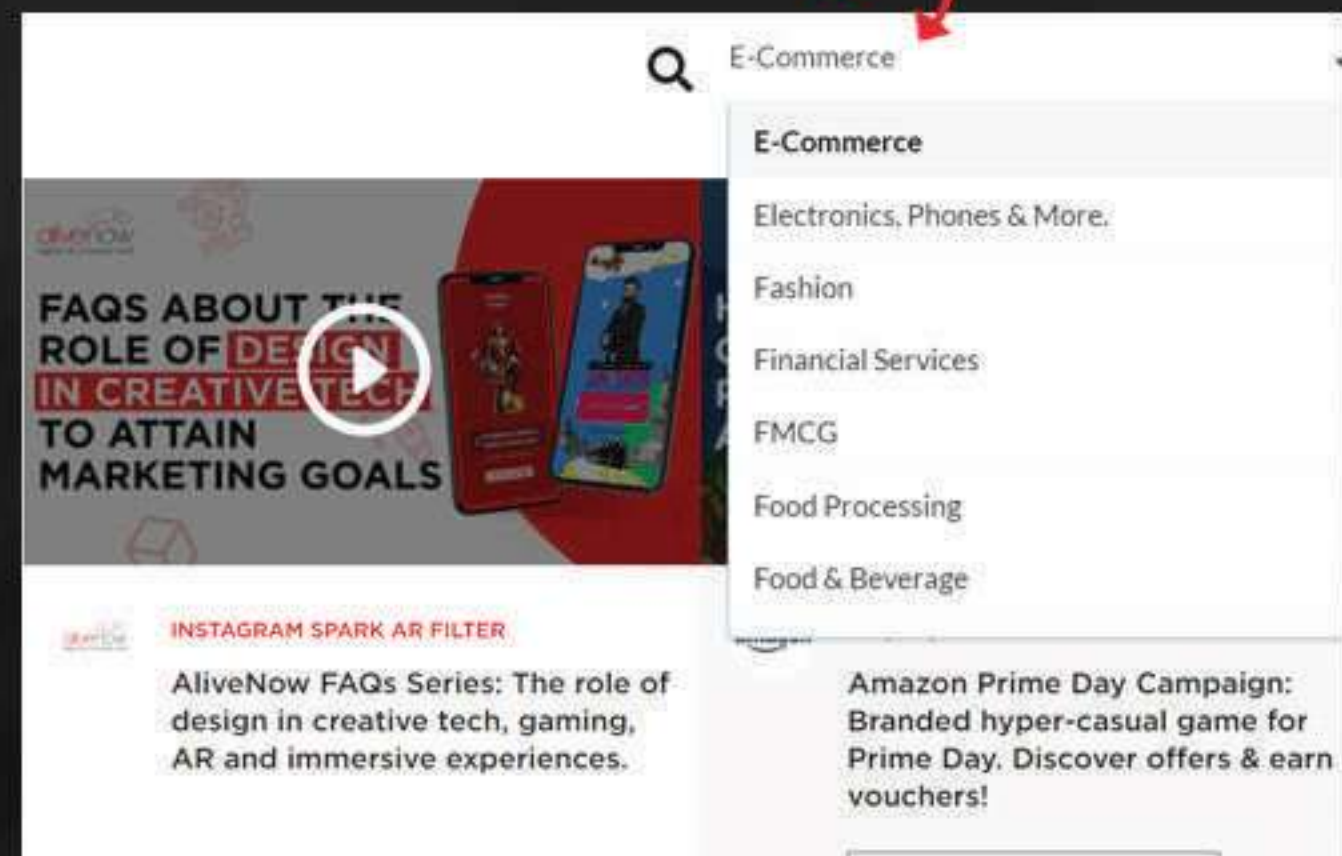 E-Commerce
E-Commerce
Electronics, Phones & More.
Fashion
Financial Services
FMCG
Food Processing
Food & Beverage
alivenow
FAQS ABOUT THE
ROLE OF DESIGN
IN CREATIVE TECH
TO ATTAIN
MARKETING GOALS
alivenow
INSTAGRAM SPARK AR FILTER
AliveNow FAQs Series: The role of
design in creative tech, gaming,
AR and immersive experiences.
Amazon Prime Day Campaign:
Branded hyper-casual game for
Prime Day. Discover offers & earn
vouchers!